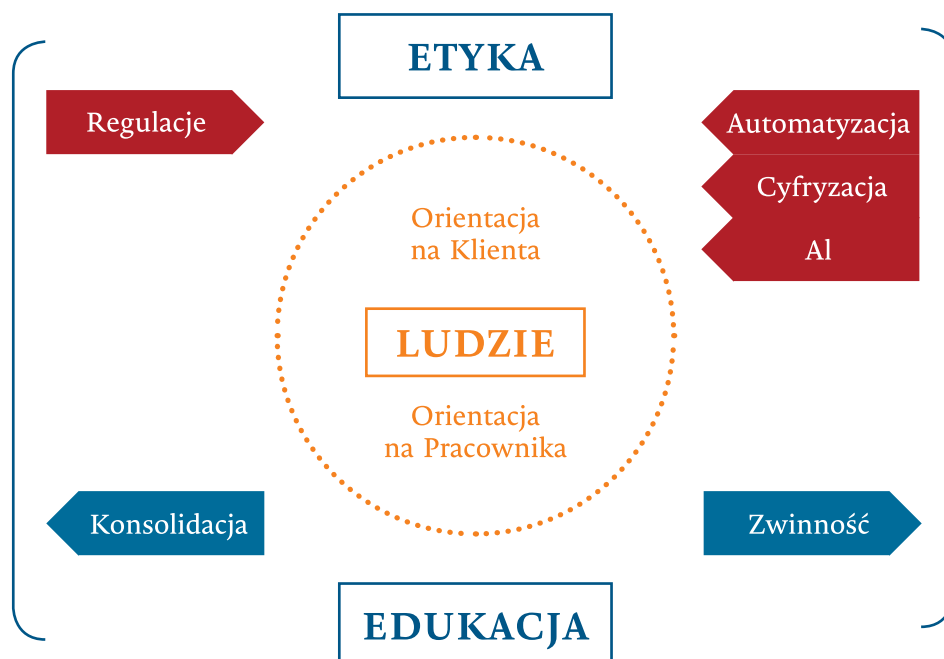 ETYKA
Regulacje
Automatyzacja
Cyfryzacja
Al
Orientacja
na Klienta
LUDZIE
Orientacja
na Pracownika
Konsolidacja
Zwinność
EDUKACJA